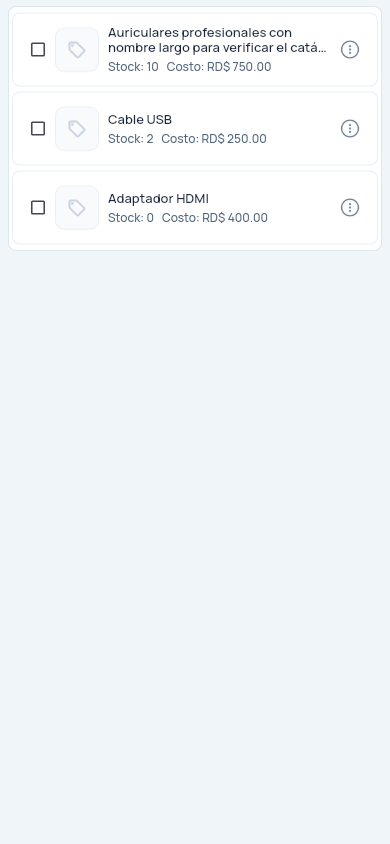 Auriculares profesionales con
nombre largo para verificar el catá...
Stock: 10 Costo: RD$ 750.00
Cable USB
Stock: 2 Costo: RD$ 250.00
Adaptador HDMI
Stock: 0 Costo: RD$ 400.00